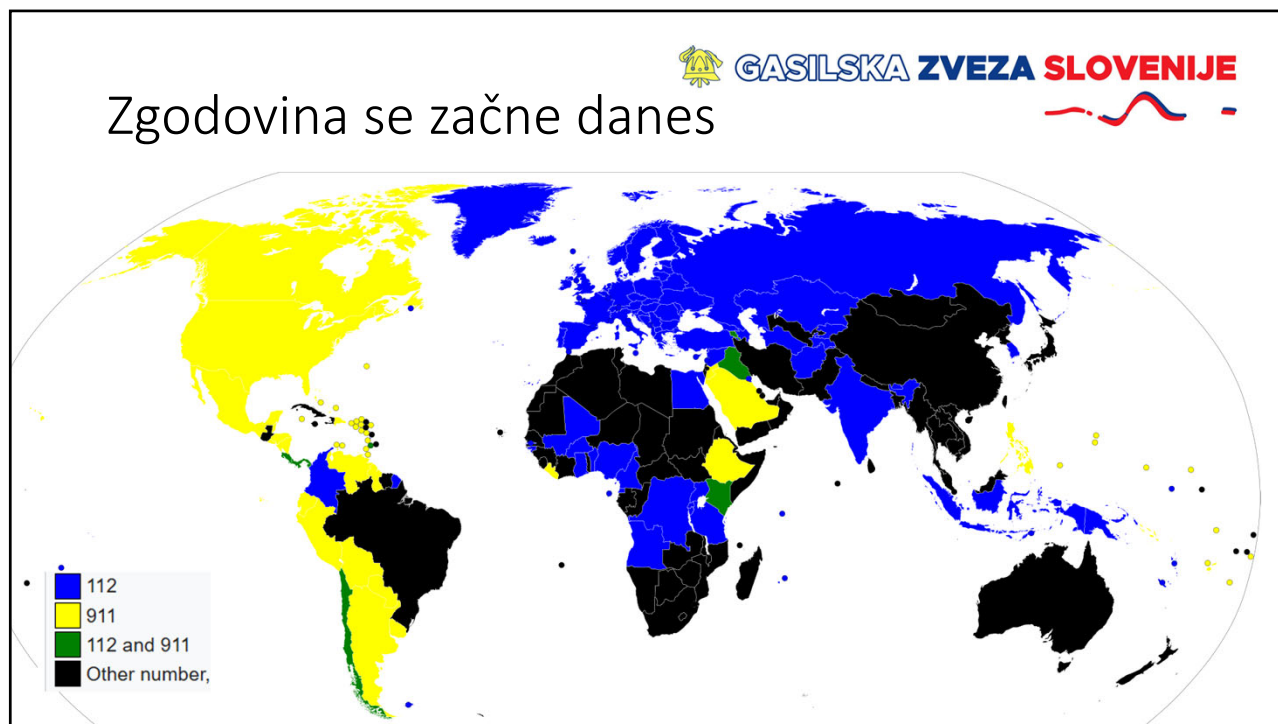 GASILSKA ZVEZA SLOVENIJE
Zgodovina se začne danes
112
911
112 and 911
Other number,